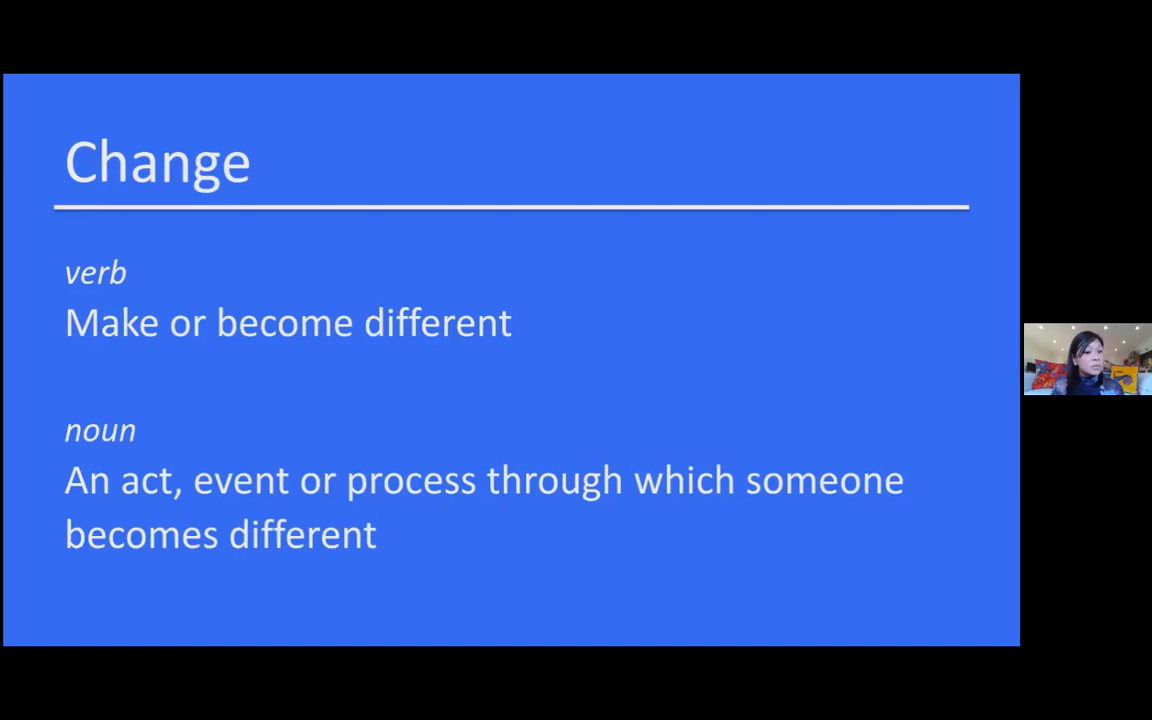 Change
verb
Make or become different
noun
An act, event or process through which someone
becomes different